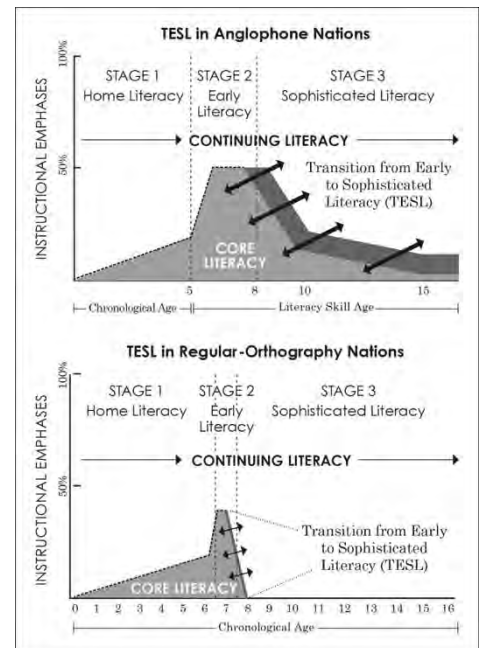 TESL in Anglophone Nations
100%
STAGE 1 STAGE 2 STAGE 3
Home Literacy Early Sophisticated Literacy
Literacy
CONTINUING LITERACY
50%
Transition from Early
to Sophisticated
Literacy (TESL)
INSTRUCTIONAL EMPHASES
CORE
LITERACY
5 8 10 15
Chronological Age Literacy Skill Age
TESL in Regular-Orthography Nations
100%
STAGE 1 STAGE 2 STAGE 3
Home Literacy Early Sophisticated Literacy
Literacy
CONTINUING LITERACY
50%
Transition from Early
to Sophisticated
Literacy (TESL)
INSTRUCTIONAL EMPHASES
CORE LITERACY
0 1 2 3 4 5 6 7 8 9 10 11 12 13 14 15 16
Chronological Age